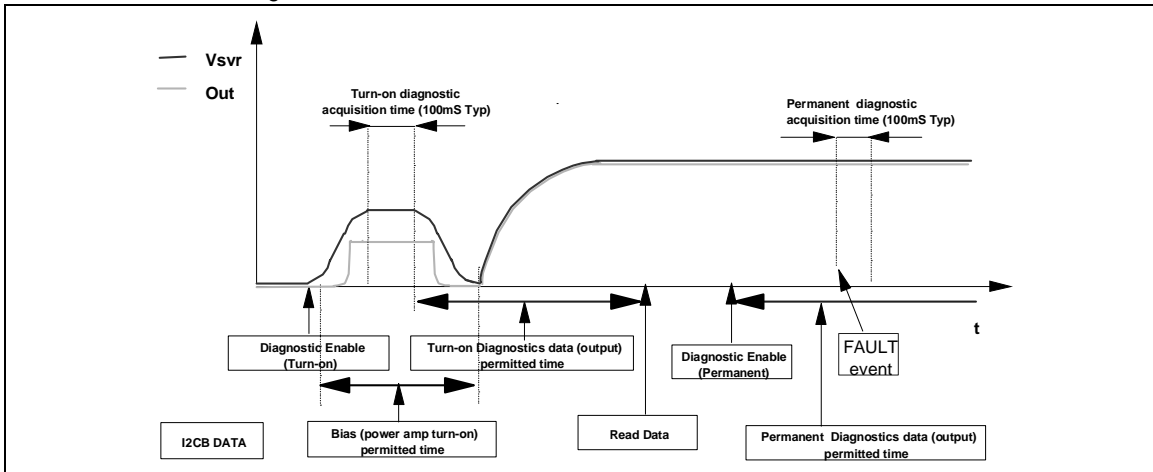 Vsvr
Out
Turn-on diagnostic
acquisition time (100mS Typ)
Permanent diagnostic
acquisition time (100mS Typ)
t
Diagnostic Enable
(Turn-on)
Turn-on Diagnostics data (output)
permitted time
Diagnostic Enable
(Permanent)
FAULT
event
I2CB DATA
Bias (power amp turn-on)
permitted time
Read Data
Permanent Diagnostics data (output)
permitted time